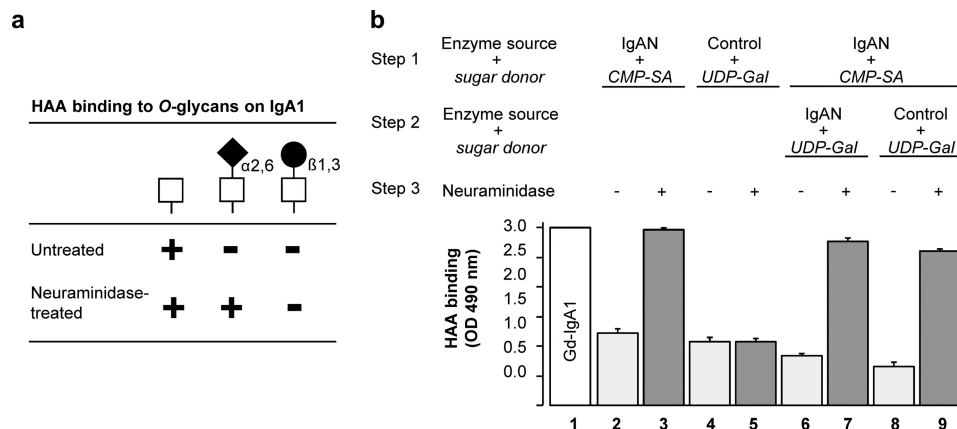 a
HAA binding to O-glycans on IgA1
α2,6
ß1,3
Untreated
+ - -
Neuraminidase-
treated
+ + -
b
Step 1
Enzyme source
+
sugar donor
IgAN
+
CMP-SA
Control
+
UDP-Gal
IgAN
+
CMP-SA
Step 2
Enzyme source
+
sugar donor
IgAN
+
UDP-Gal
Control
+
UDP-Gal
Step 3
Neuraminidase
- + - + - + - +
HAA binding
(OD 490 nm)
3.0
2.0
2.5
1.5
1.0
0.5
0.0
Gd-IgA1
1 2 3 4 5 6 7 8 9